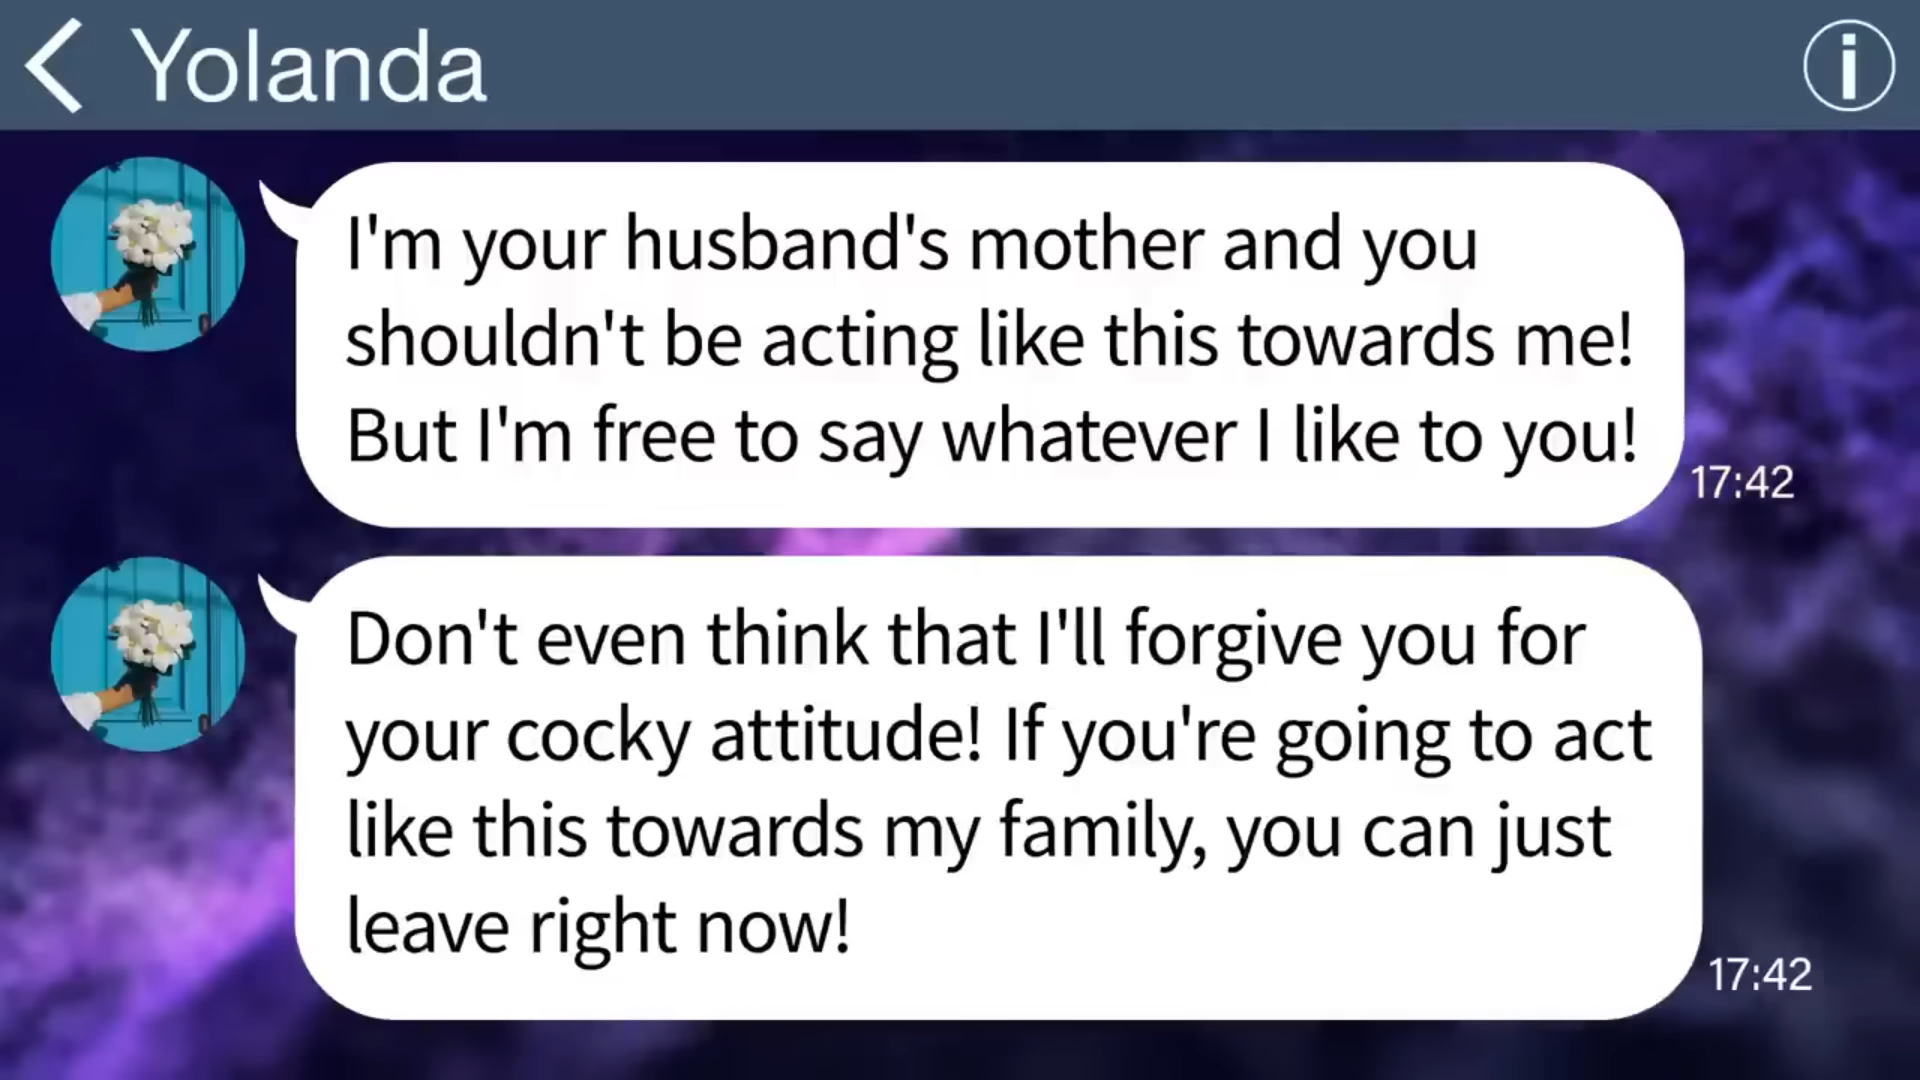 Yolanda
I'm your husband's mother and you
shouldn't be acting like this towards me!
But I'm free to say whatever I like to you!
17:42
Don't even think that I'll forgive you for
your cocky attitude! If you're going to act
like this towards my family, you can just
leave right now!
17:42